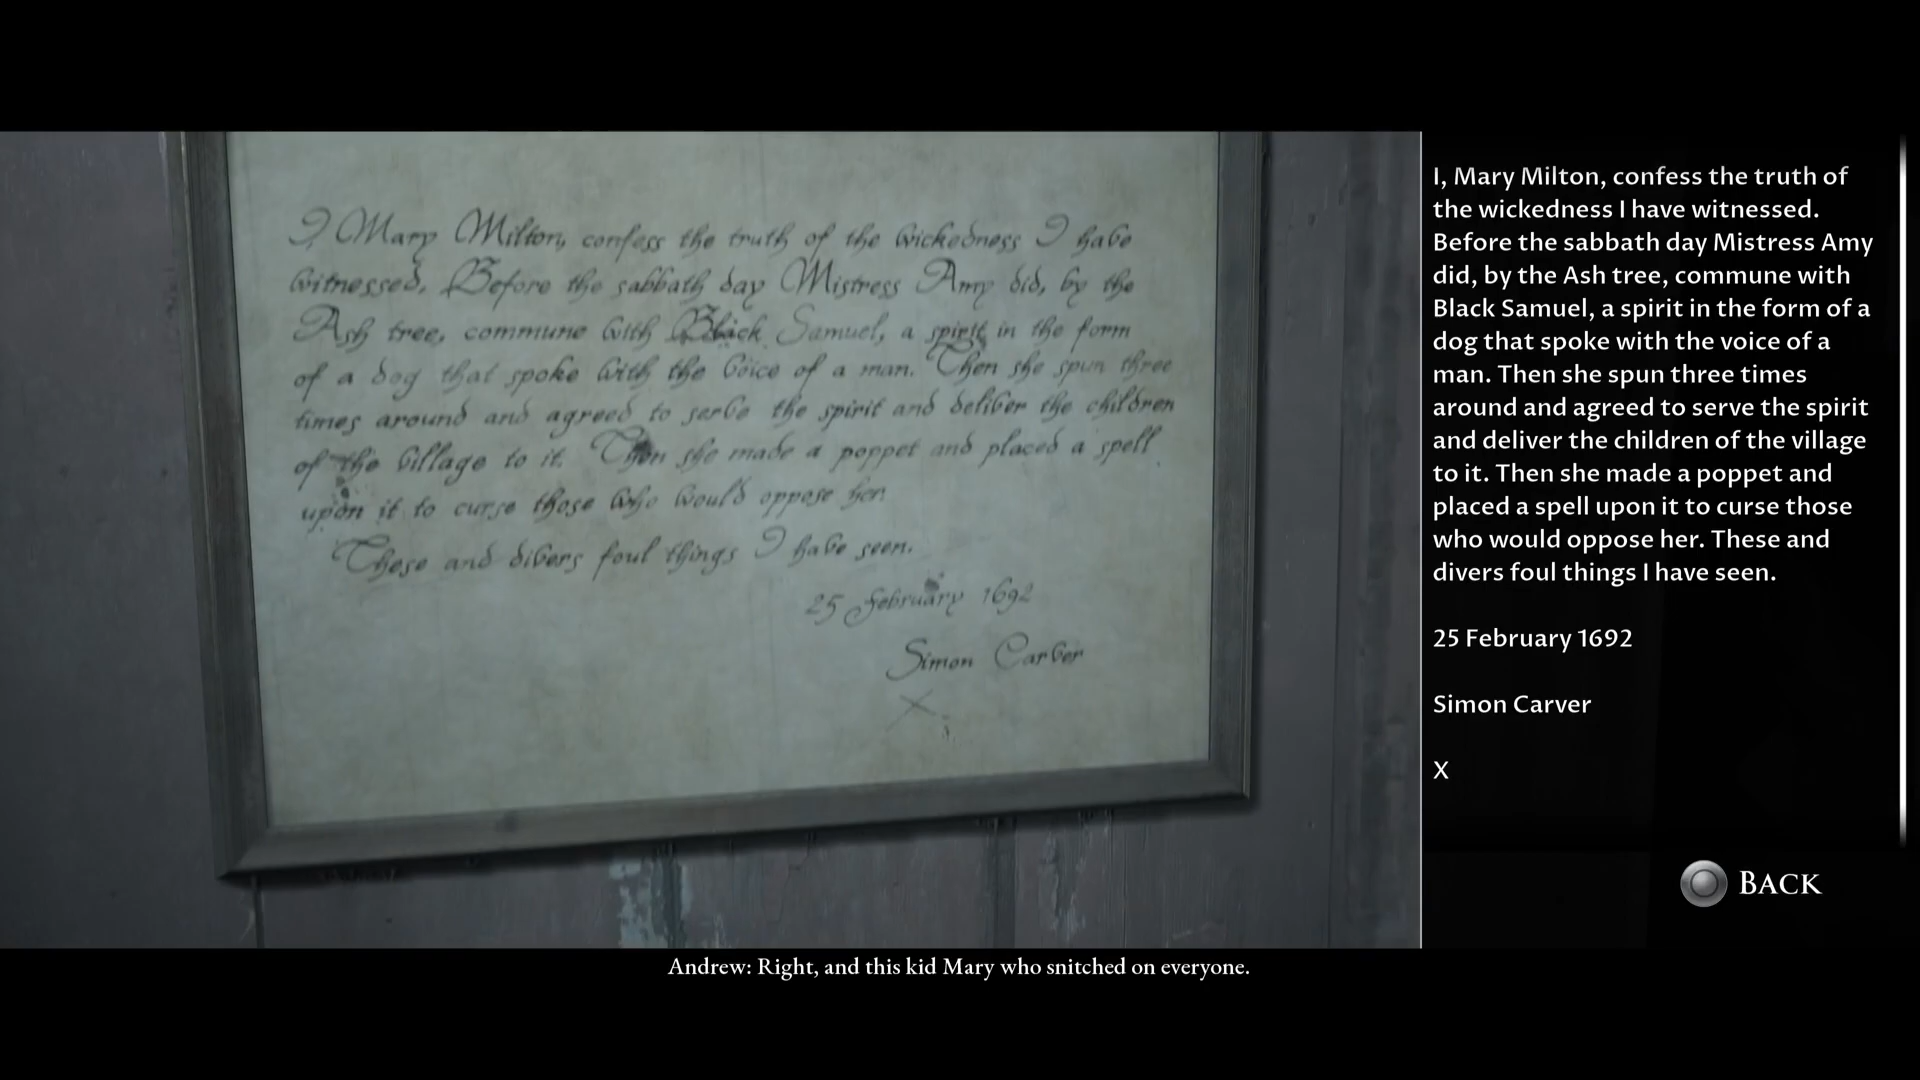 I, Mary Milton, confess the truth of the wickedness I have
witnessed. Before the sabbath day Mistress Amy did, by the
Ash tree, commune with Black Samuel, a spirit in the form
of a dog that spoke with the voice of a man. Then she spun three
times around and agreed to serve the spirit and deliver the children
of the village to it. Then she made a poppet and placed a spell
upon it to curse those who would oppose her.
These and divers foul things I have seen.
25 February 1692
Simon Carver
X
I, Mary Milton, confess the truth of
the wickedness I have witnessed.
Before the sabbath day Mistress Amy
did, by the Ash tree, commune with
Black Samuel, a spirit in the form of a
dog that spoke with the voice of a
man. Then she spun three times
around and agreed to serve the spirit
and deliver the children of the village
to it. Then she made a poppet and
placed a spell upon it to curse those
who would oppose her. These and
divers foul things I have seen.
25 February 1692
Simon Carver
X
BACK
Andrew: Right, and this kid Mary who snitched on everyone.